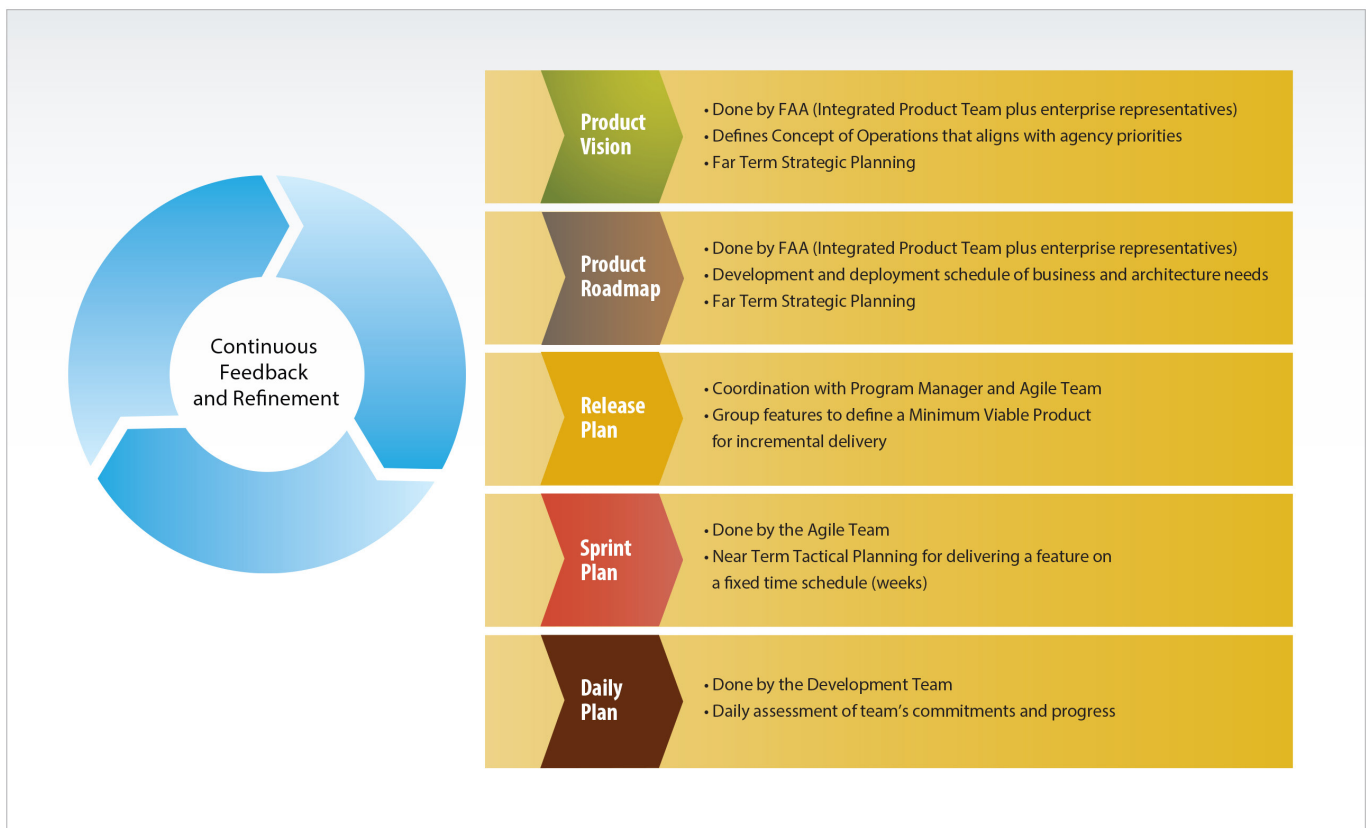 Continuous
Feedback
and Refinement
Product
Vision
• Done by FAA (Integrated Product Team plus enterprise representatives)
• Defines Concept of Operations that aligns with agency priorities
• Far Term Strategic Planning
Product
Roadmap
• Done by FAA (Integrated Product Team plus enterprise representatives)
• Development and deployment schedule of business and architecture needs
• Far Term Strategic Planning
Release
Plan
• Coordination with Program Manager and Agile Team
• Group features to define a Minimum Viable Product
for incremental delivery
Sprint
Plan
• Done by the Agile Team
• Near Term Tactical Planning for delivering a feature on
a fixed time schedule (weeks)
Daily
Plan
• Done by the Development Team
• Daily assessment of team’s commitments and progress